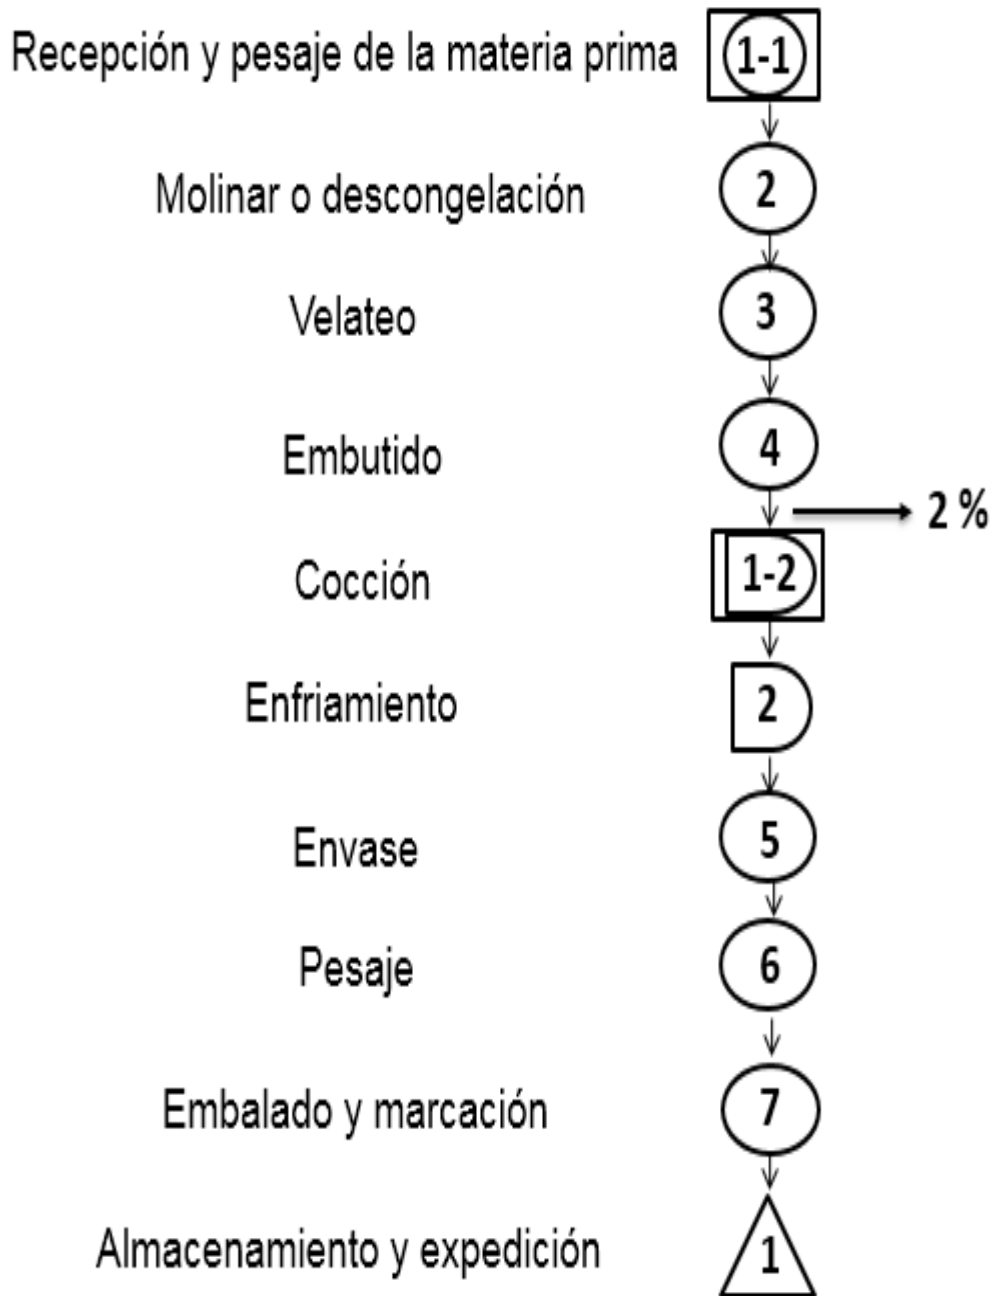 Recepción y pesaje de la materia prima 1-1
Molinar o descongelación 2
Velateo 3
Embutido 4
2 %
Cocción 1-2
Enfriamiento 2
Envase 5
Pesaje 6
Embalado y marcación 7
Almacenamiento y expedición 1